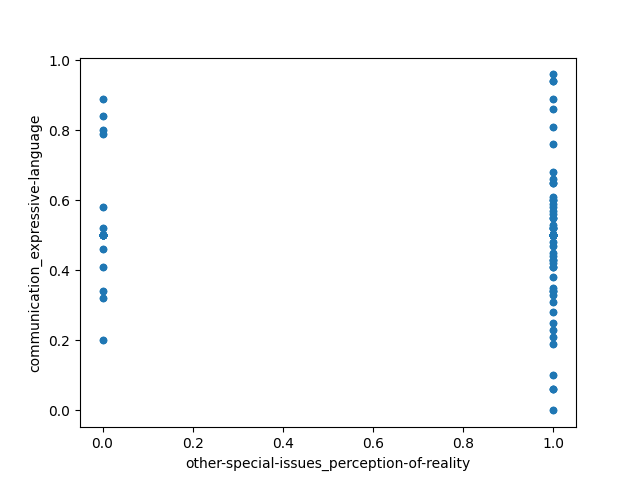 1.0
0.8
0.6
0.4
0.2
0.0
communication_expressive-language
0.0 0.2 0.4 0.6 0.8 1.0
other-special-issues_perception-of-reality